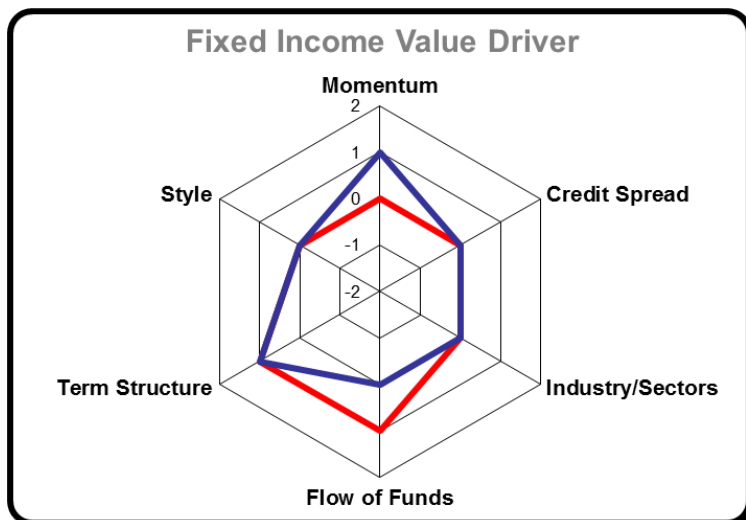 Fixed Income Value Driver
Momentum
2
1
Style
0
Credit Spread
-1
-2
Term Structure
Industry/Sectors
Flow of Funds